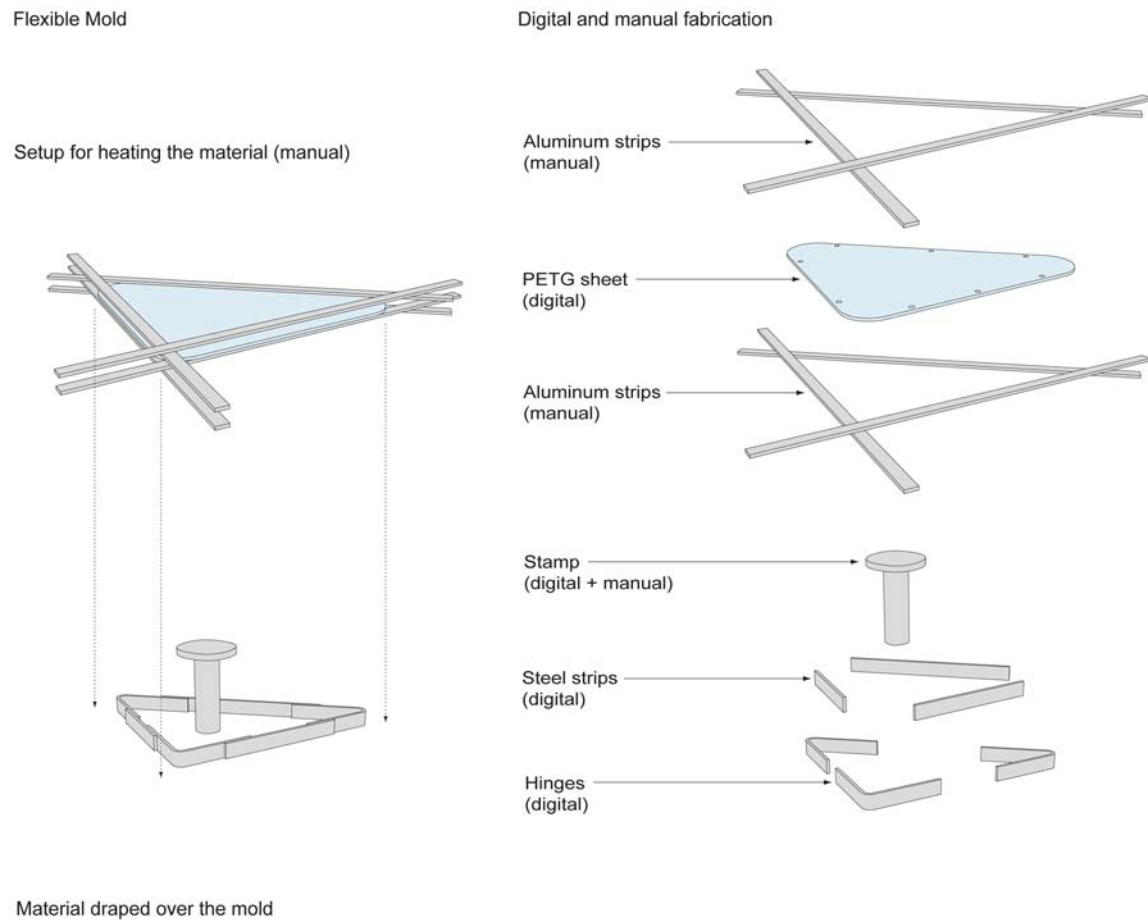 Flexible Mold
Digital and manual fabrication
Setup for heating the material (manual)
Aluminum strips
(manual)
PETG sheet
(digital)
Aluminum strips
(manual)
Stamp
(digital + manual)
Steel strips
(digital)
Hinges
(digital)
Material draped over the mold